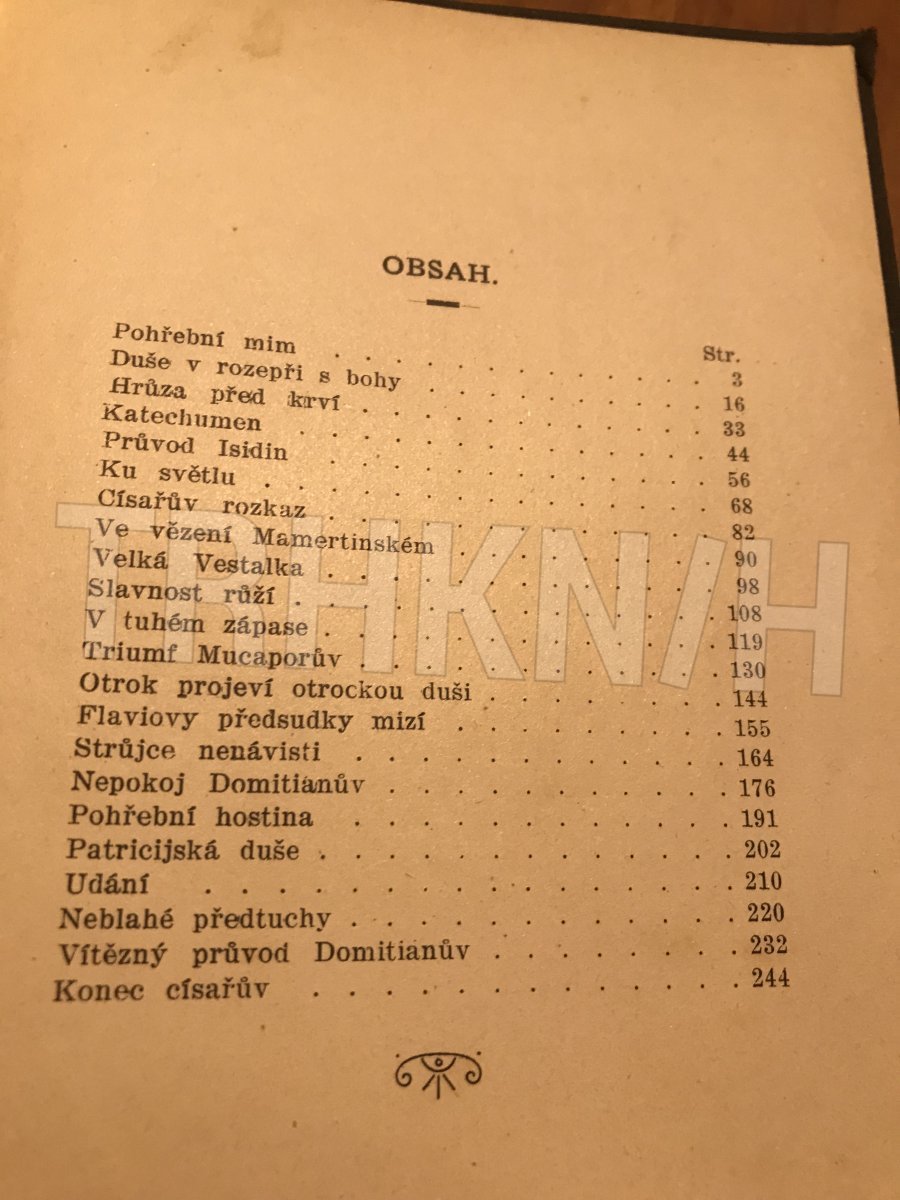 OBSAH.
Str.
Pohřební mim . . . . . . . . . . 3
Duše v rozepři s bohy . . . . . . . . 16
Hrůza před krví . . . . . . . . . . 33
Katechumen . . . . . . . . . . . 44
Průvod Isidin . . . . . . . . . . . 56
Ku světlu . . . . . . . . . . . . 68
Císařův rozkaz . . . . . . . . . . . 82
Ve vězení Mamertinském . . . . . . . 90
Velká Vestalka . . . . . . . . . . . 98
Slavnost růží . . . . . . . . . . . . 108
V tuhém zápase . . . . . . . . . . . 119
Triumf Mucaporův . . . . . . . . . . 130
Otrok projeví otrockou duši . . . . . . . 144
Flaviovy předsudky mizí . . . . . . . . 155
Strůjce nenávisti . . . . . . . . . . 164
Nepokoj Domitiánův . . . . . . . . . . 176
Pohřební hostina . . . . . . . . . . . 191
Patricijská duše . . . . . . . . . . . 202
Udání . . . . . . . . . . . . . . 210
Neblahé předtuchy . . . . . . . . . . . 220
Vítězný průvod Domitianův . . . . . . . 232
Konec císařův . . . . . . . . . . . . 244
TRHKNIH